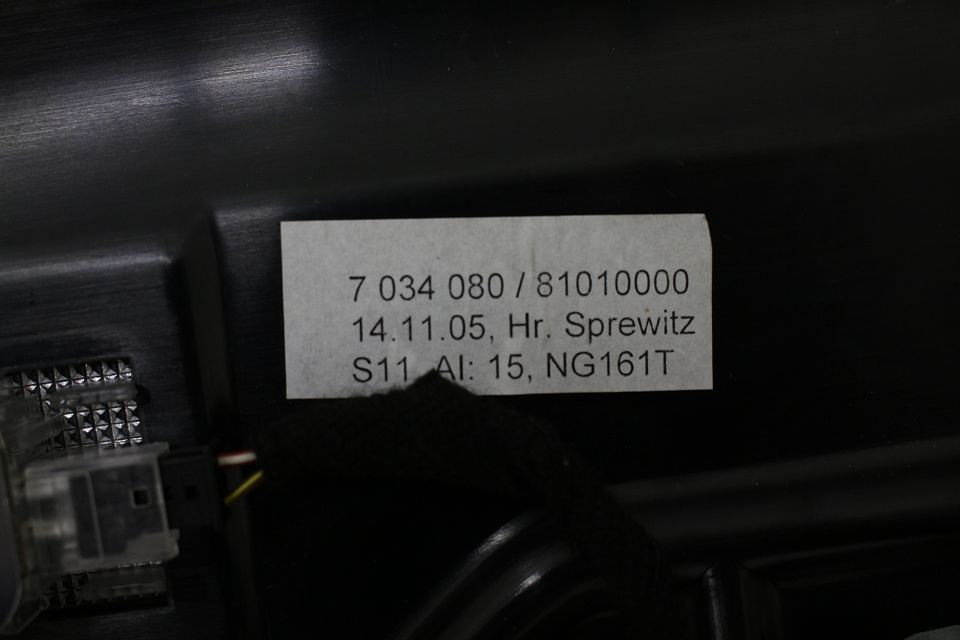 7 034 080 / 81010000
14.11.05, Hr. Sprewitz
S11, AI: 15, NG161T